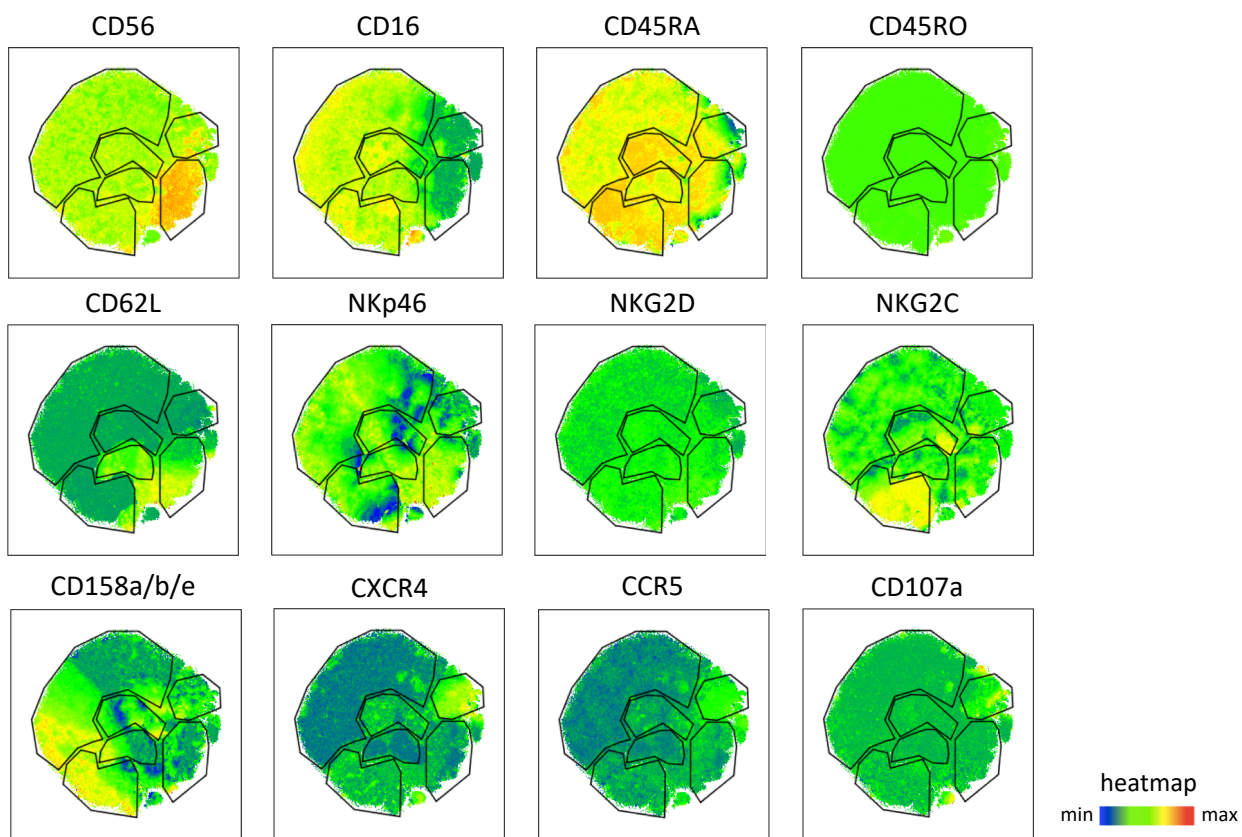 CD56 CD16 CD45RA CD45RO
CD62L NKp46 NKG2D NKG2C
CD158a/b/e CXCR4 CCR5 CD107a
heatmap
min max